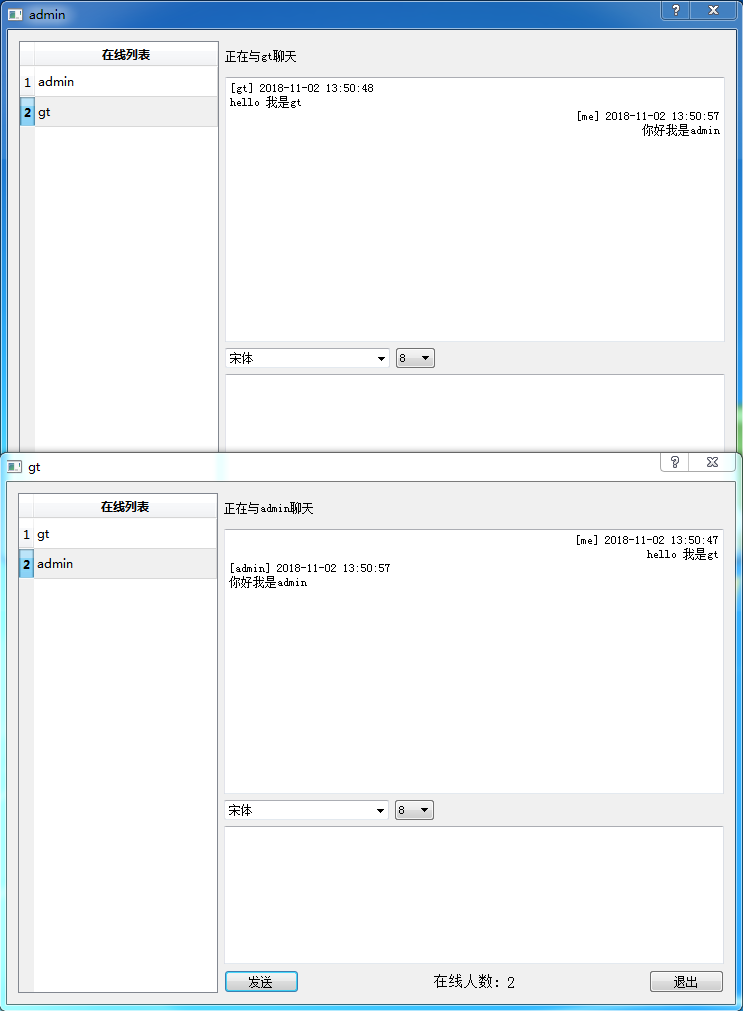 admin
在线列表
1 admin
2 gt
正在与gt聊天
[gt] 2018-11-02 13:50:48
hello 我是gt
[me] 2018-11-02 13:50:57
你好我是admin
宋体
8
gt
在线列表
1 gt
2 admin
正在与admin聊天
[me] 2018-11-02 13:50:47
hello 我是gt
[admin] 2018-11-02 13:50:57
你好我是admin
宋体
8
发送
在线人数: 2
退出